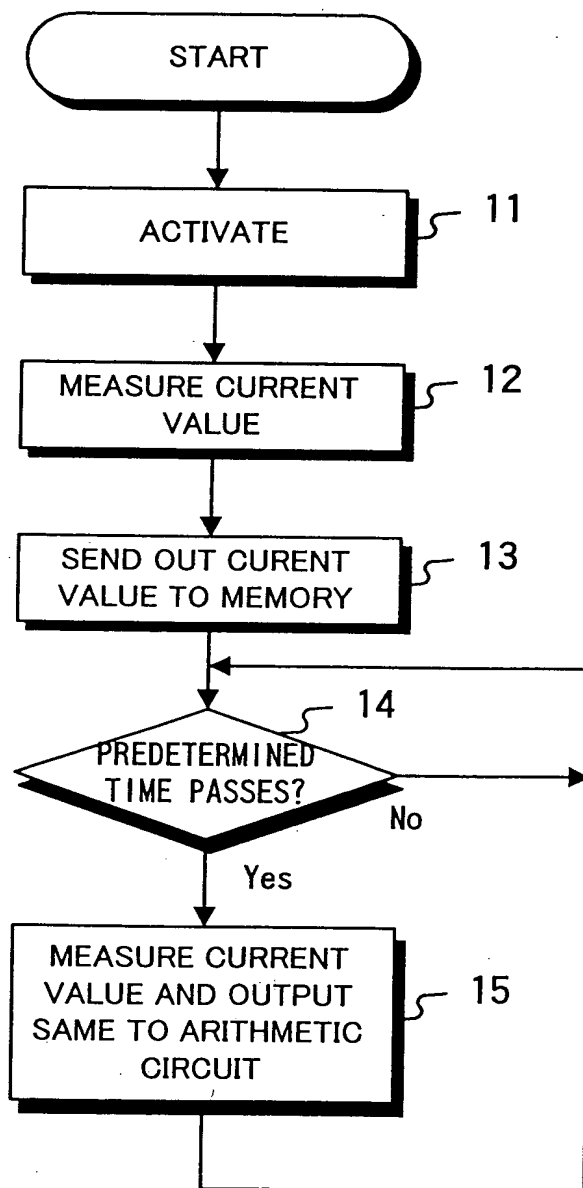 START
ACTIVATE
11
MEASURE CURRENT
VALUE
12
SEND OUT CURENT
VALUE TO MEMORY
13
14
PREDETERMINED
TIME PASSES?
No
Yes
MEASURE CURRENT
VALUE AND OUTPUT
SAME TO ARITHMETIC
CIRCUIT
15